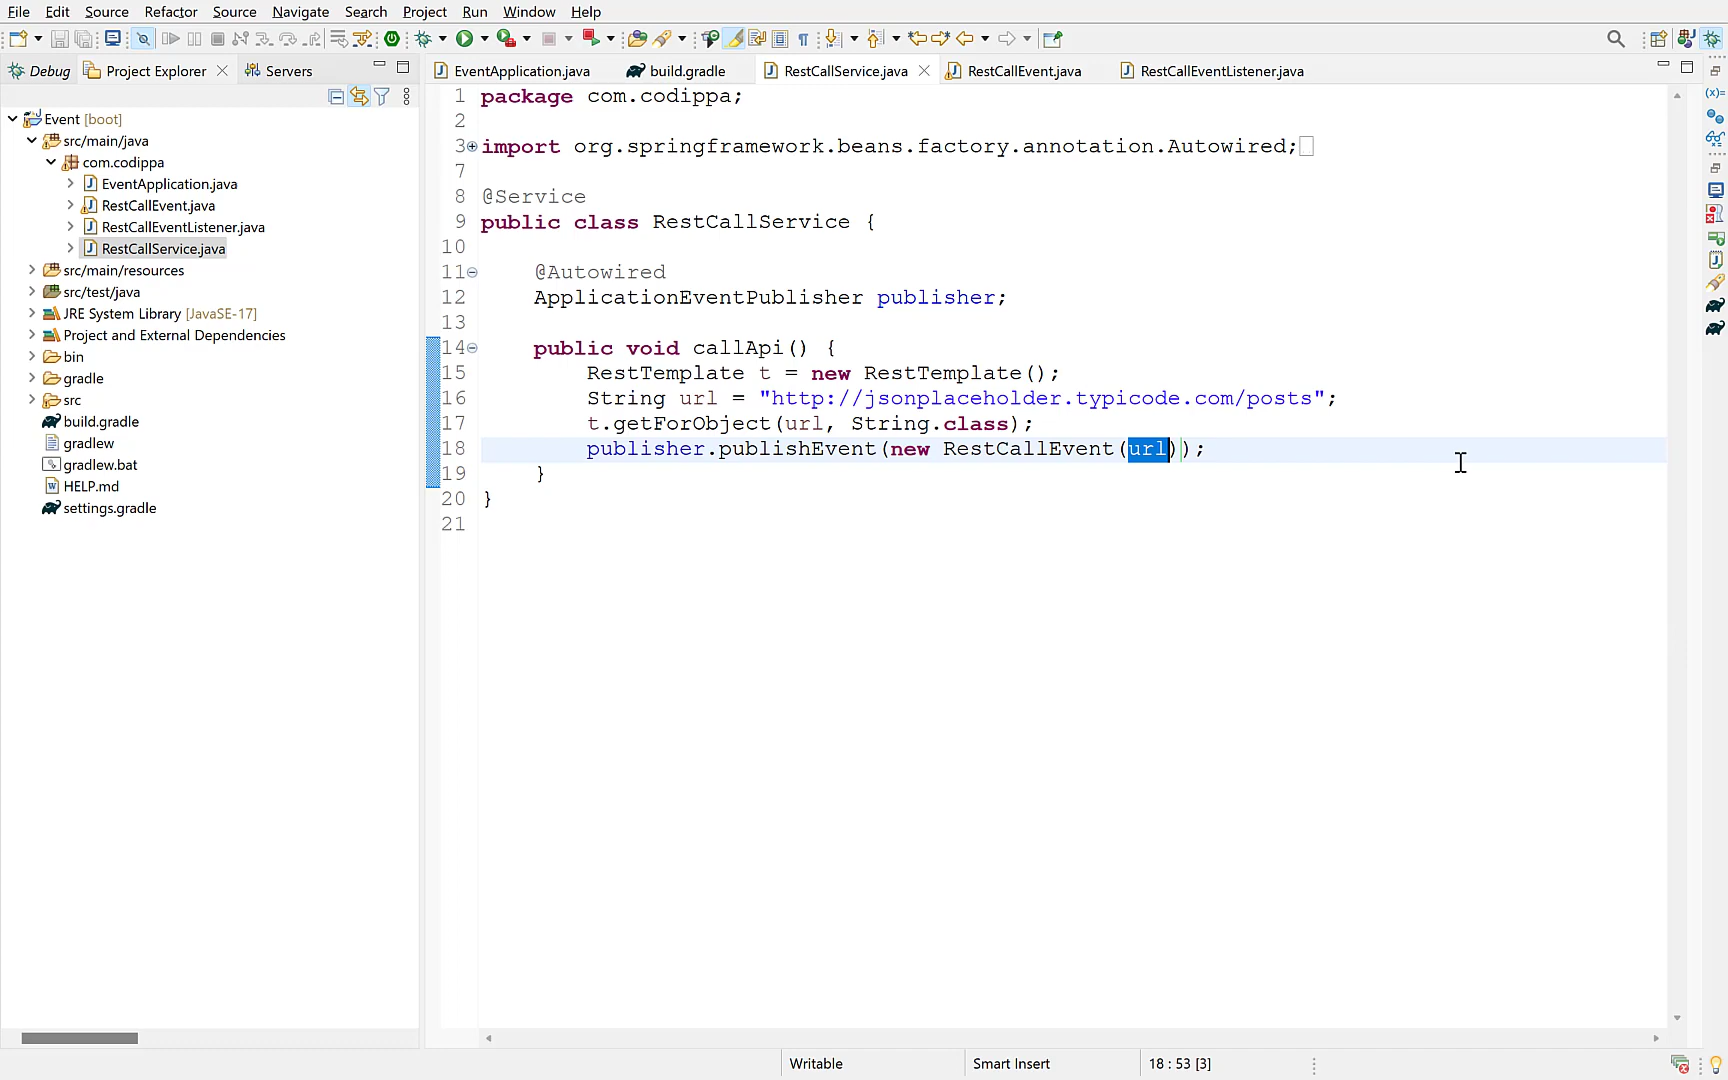 File Edit Source Refactor Source Navigate Search Project Run Window Help
Debug Project Explorer Servers
EventApplication.java build.gradle RestCallService.java RestCallEvent.java RestCallEventListener.java
Event [boot]
src/main/java
com.codippa
EventApplication.java
RestCallEvent.java
RestCallEventListener.java
RestCallService.java
src/main/resources
src/test/java
JRE System Library [JavaSE-17]
Project and External Dependencies
bin
gradle
src
build.gradle
gradlew
gradlew.bat
HELP.md
settings.gradle
1 package com.codippa;
2
3 import org.springframework.beans.factory.annotation.Autowired;
7
8 @Service
9 public class RestCallService {
10
11 @Autowired
12 ApplicationEventPublisher publisher;
13
14 public void callApi() {
15 RestTemplate t = new RestTemplate();
16 String url = "http://jsonplaceholder.typicode.com/posts";
17 t.getForObject(url, String.class);
18 publisher.publishEvent(new RestCallEvent(url));
19 }
20 }
21
Writable Smart Insert 18 : 53 [3]